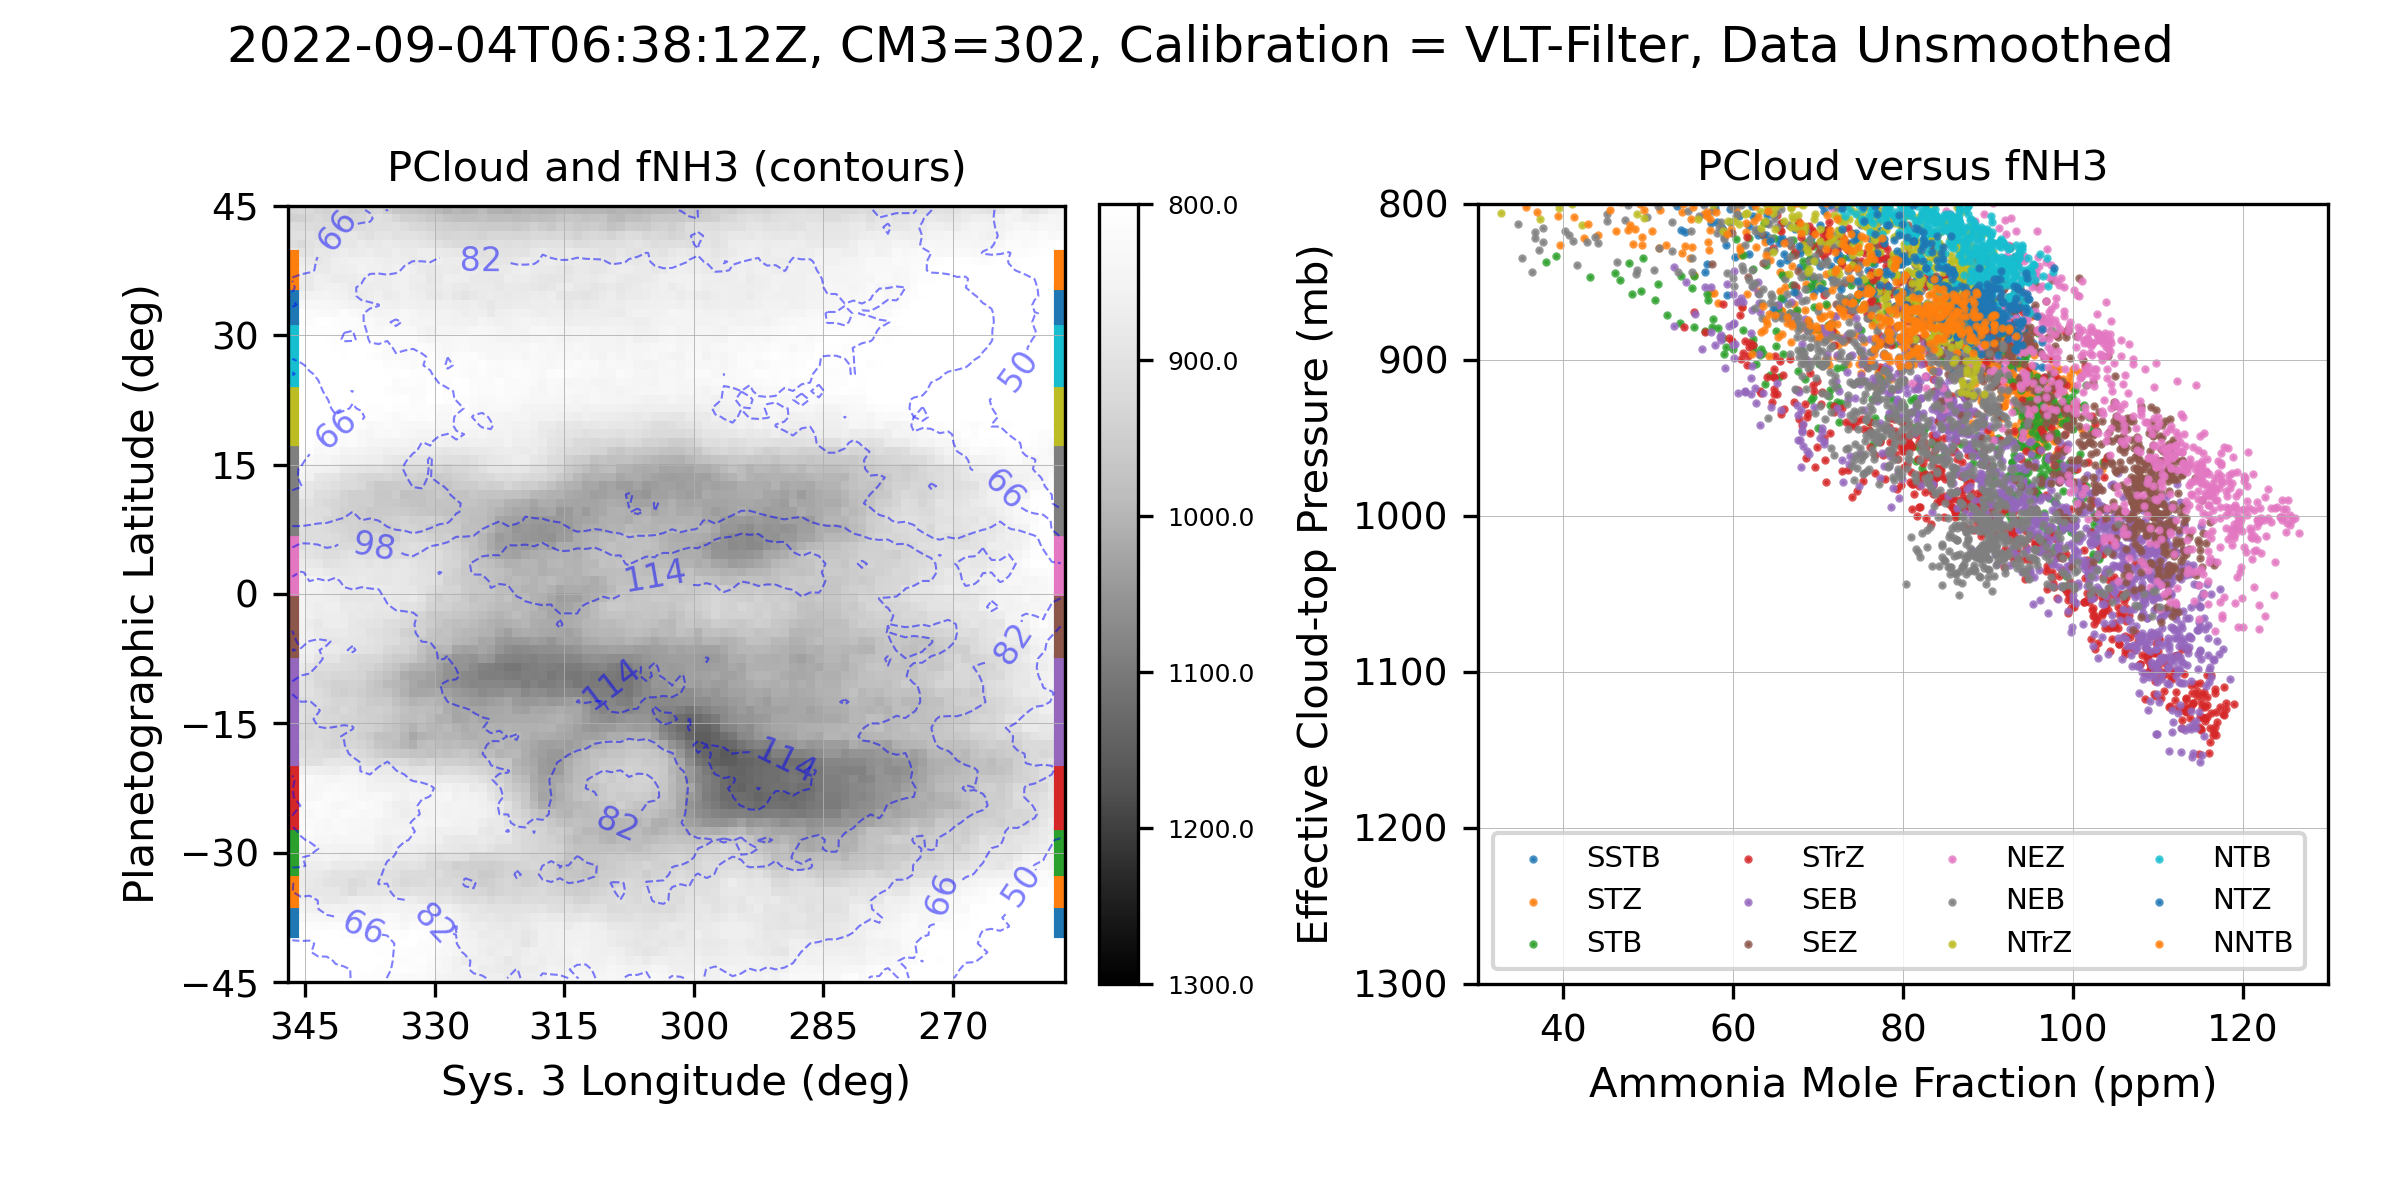 2022-09-04T06:38:12Z, CM3=302, Calibration = VLT-Filter, Data Unsmoothed
PCloud and fNH3 (contours)
Planetographic Latitude (deg)
45
30
15
0
−15
−30
−45
345
330
315
300
285
270
Sys. 3 Longitude (deg)
66
82
50
66
66
98
114
82
114
114
82
66
82
66
50
800.0
900.0
1000.0
1100.0
1200.0
1300.0
PCloud versus fNH3
Effective Cloud-top Pressure (mb)
800
900
1000
1100
1200
1300
SSTB
STZ
STB
STrZ
SEB
SEZ
NEZ
NEB
NTrZ
NTB
NTZ
NNTB
40
60
80
100
120
Ammonia Mole Fraction (ppm)